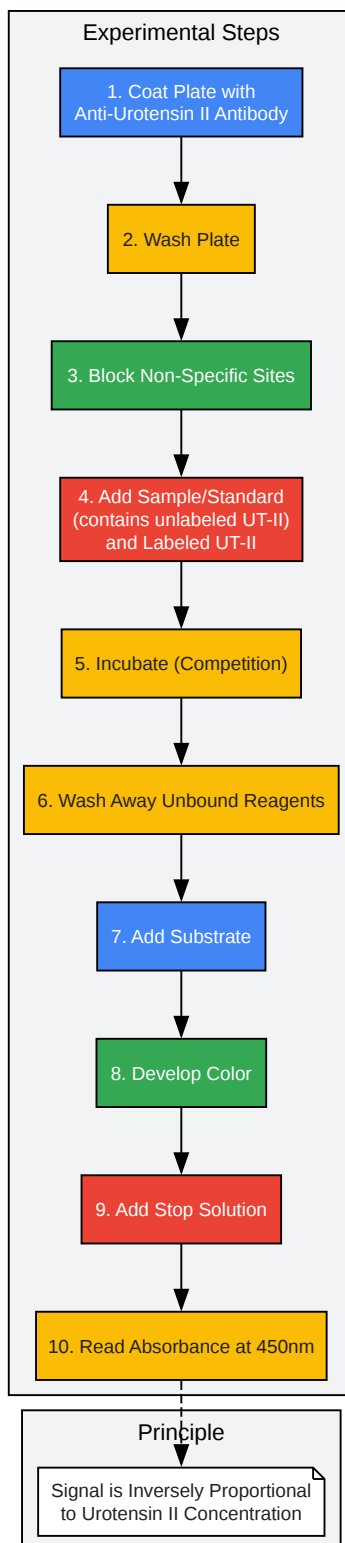 Experimental Steps
1. Coat Plate with
Anti-Urotensin II Antibody
2. Wash Plate
3. Block Non-Specific Sites
4. Add Sample/Standard
(contains unlabeled UT-II)
and Labeled UT-II
5. Incubate (Competition)
6. Wash Away Unbound Reagents
7. Add Substrate
8. Develop Color
9. Add Stop Solution
10. Read Absorbance at 450nm
Principle
Signal is Inversely Proportional
to Urotensin II Concentration